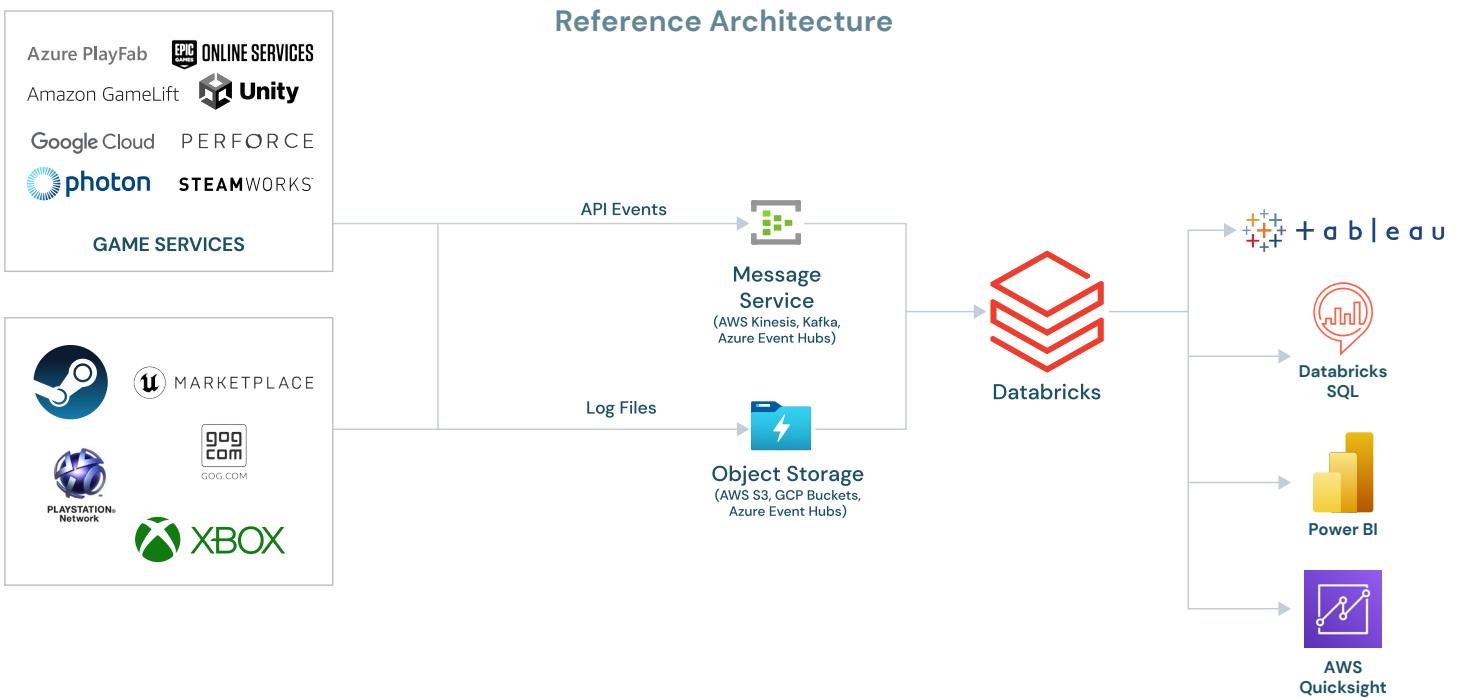 Reference Architecture
Azure PlayFab
EPIC GAMES ONLINE SERVICES
Amazon GameLift
Unity
Google Cloud
PERFORCE
photon
STEAMWORKS
GAME SERVICES
MARKETPLACE
gog com
GOG.COM
PLAYSTATION®
Network
XBOX
API Events
Message
Service
(AWS Kinesis, Kafka,
Azure Event Hubs)
Log Files
Object Storage
(AWS S3, GCP Buckets,
Azure Event Hubs)
Databricks
+ableau
Databricks
SQL
Power BI
AWS
Quicksight